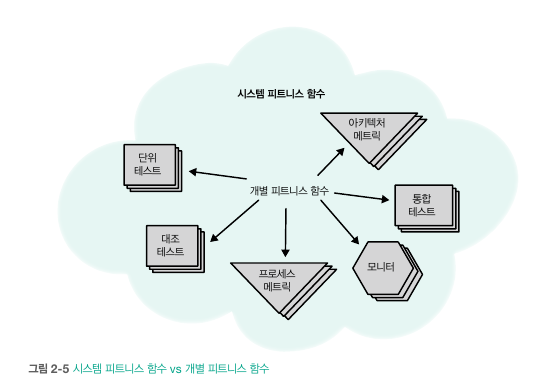 시스템 피트니스 함수
아키텍처
메트릭
단위
테스트
개별 피트니스 함수
통합
테스트
대조
테스트
프로세스
메트릭
모니터
그림 2-5 시스템 피트니스 함수 vs 개별 피트니스 함수